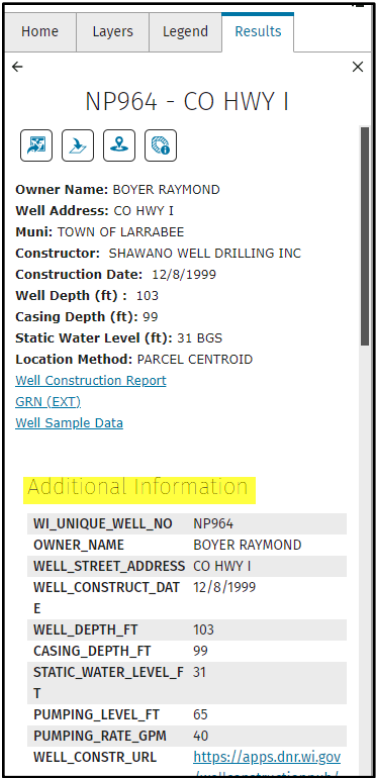 Home Layers Legend Results
NP964 - CO HWY I
Owner Name: BOYER RAYMOND
Well Address: CO HWY I
Muni: TOWN OF LARRABEE
Constructor: SHAWANO WELL DRILLING INC
Construction Date: 12/8/1999
Well Depth (ft) : 103
Casing Depth (ft): 99
Static Water Level (ft): 31 BGS
Location Method: PARCEL CENTROID
Well Construction Report
GRN (EXT)
Well Sample Data
Additional Information
WI_UNIQUE_WELL_NO NP964
OWNER_NAME BOYER RAYMOND
WELL_STREET_ADDRESS CO HWY I
WELL_CONSTRUCT_DAT 12/8/1999
E
WELL_DEPTH_FT 103
CASING_DEPTH_FT 99
STATIC_WATER_LEVEL_F 31
T
PUMPING_LEVEL_FT 65
PUMPING_RATE_GPM 40
WELL_CONSTR_URL https://apps.dnr.wi.gov